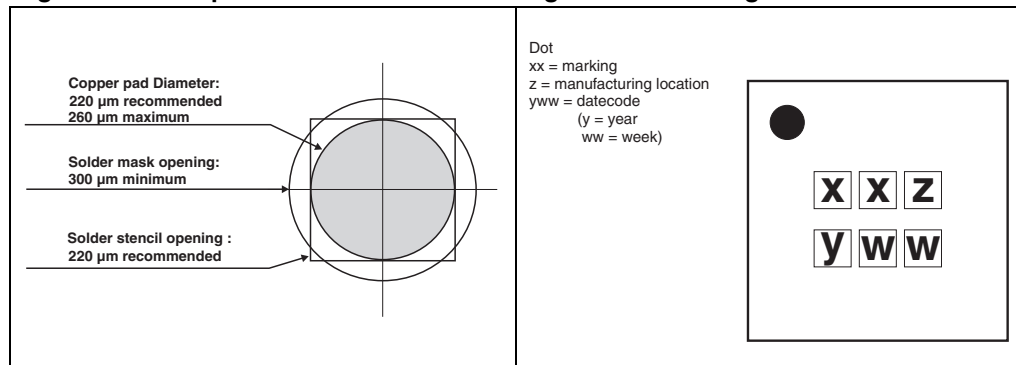 Copper pad Diameter:
220 µm recommended
260 µm maximum
Solder mask opening:
300 µm minimum
Solder stencil opening :
220 µm recommended
Dot
xx = marking
z = manufacturing location
yww = datecode
(y = year
ww = week)
x x z
y w w